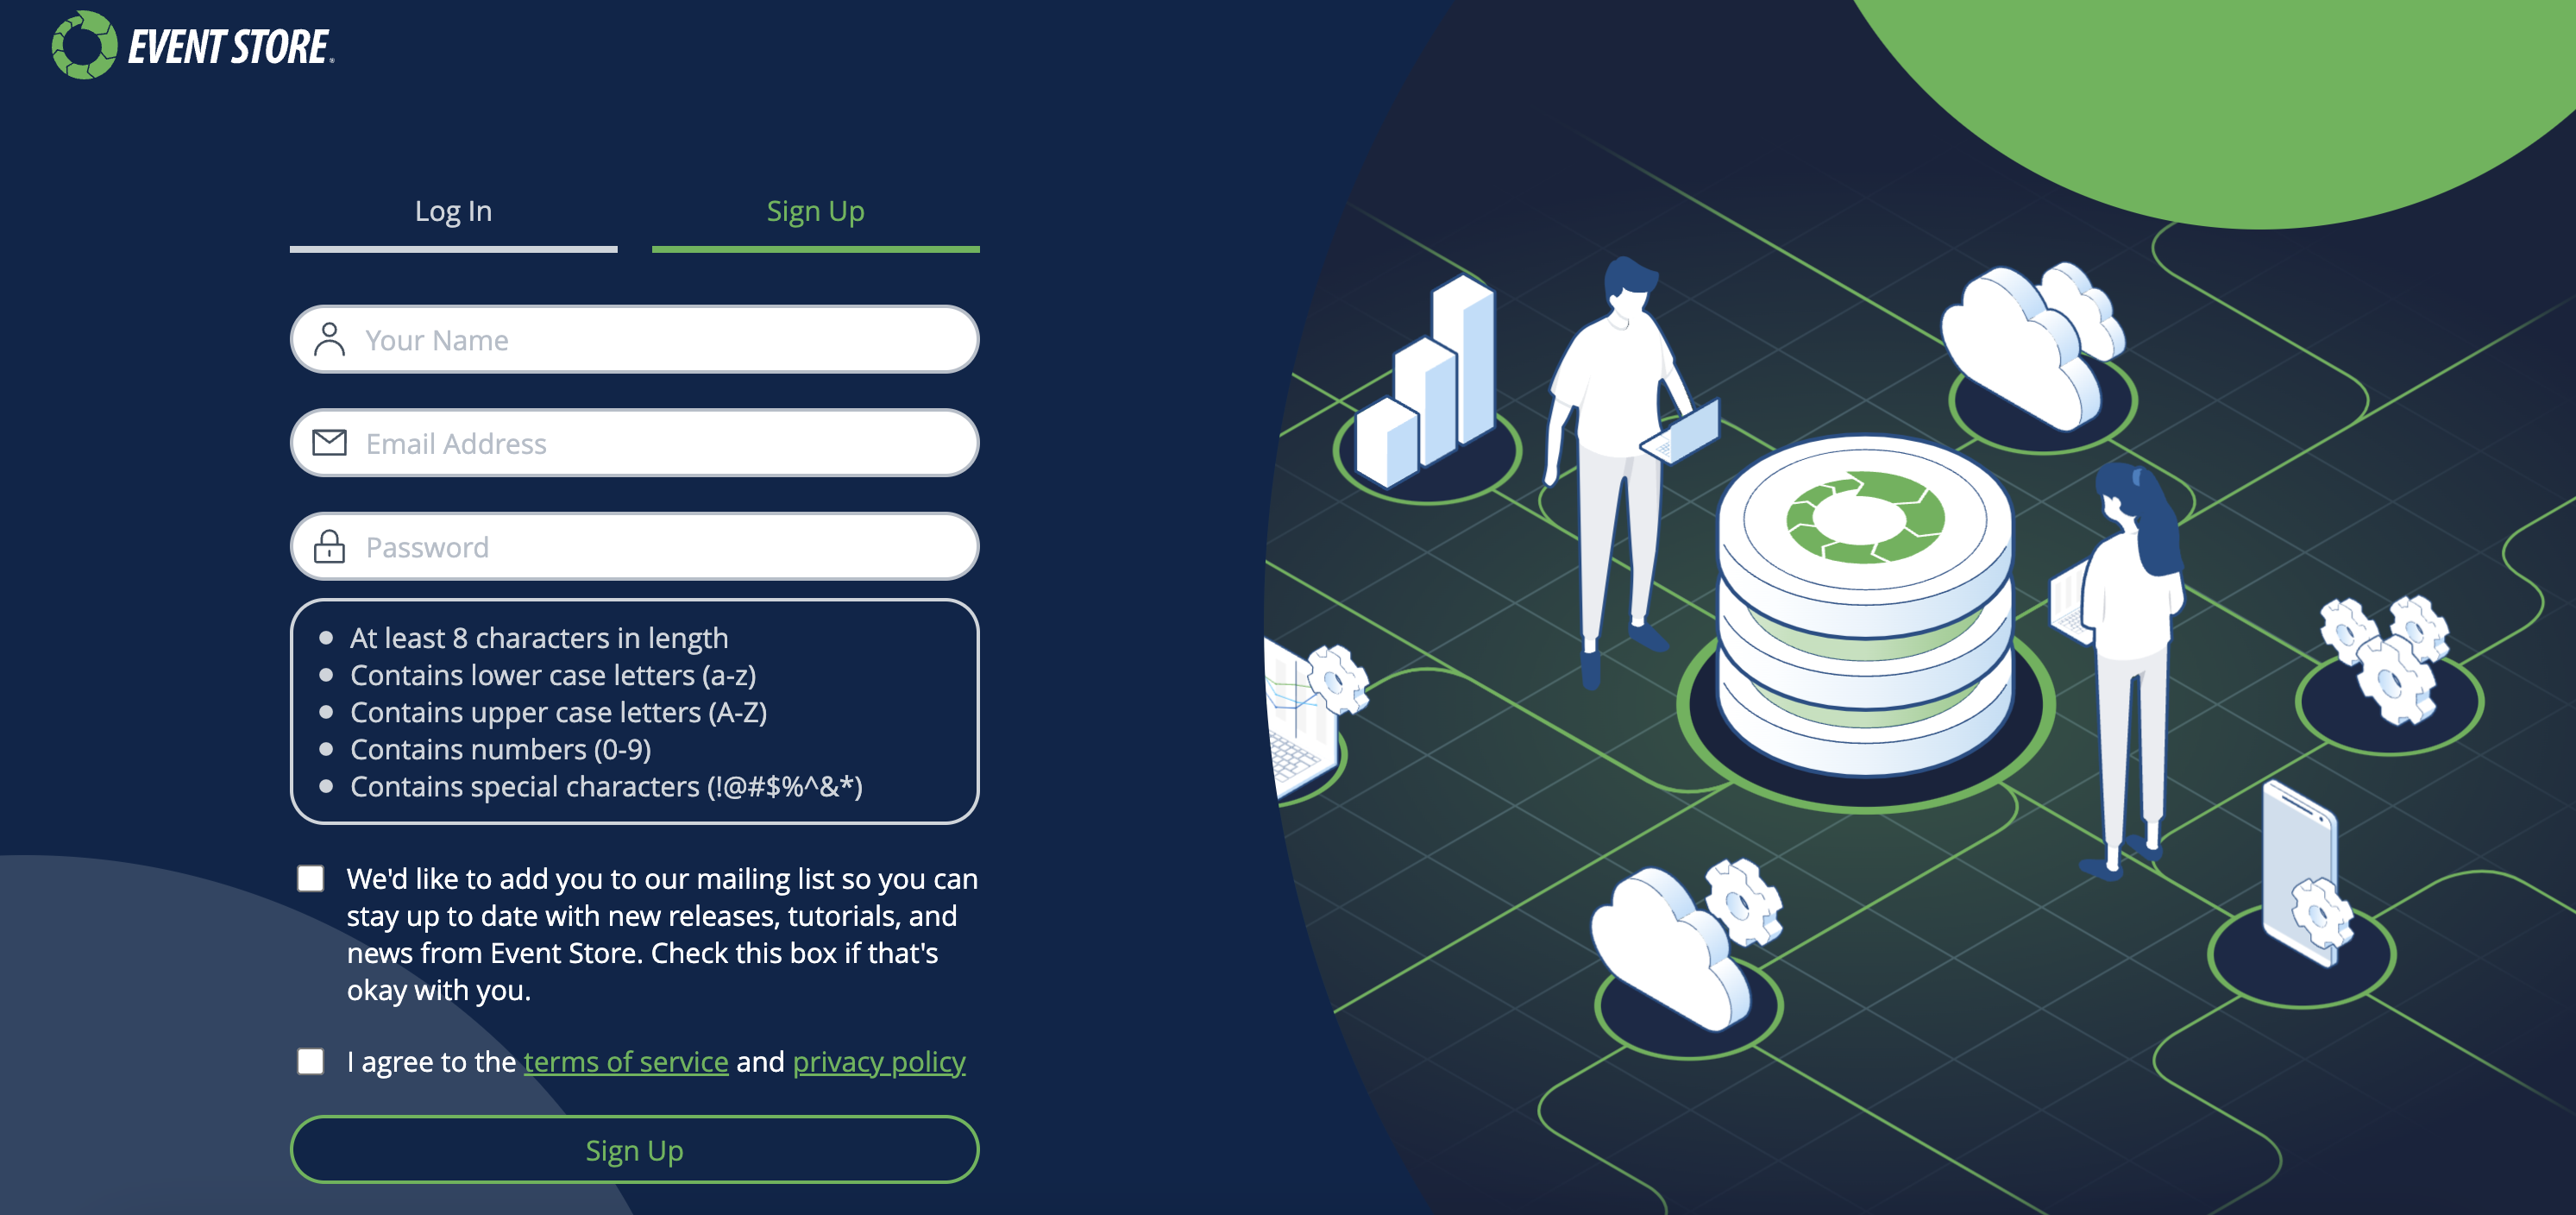 EVENT STORE®
Log In
Sign Up
Your Name
Email Address
Password
At least 8 characters in length
Contains lower case letters (a-z)
Contains upper case letters (A-Z)
Contains numbers (0-9)
Contains special characters (!@#$%^&*)
We'd like to add you to our mailing list so you can
stay up to date with new releases, tutorials, and
news from Event Store. Check this box if that's
okay with you.
I agree to the terms of service and privacy policy
Sign Up